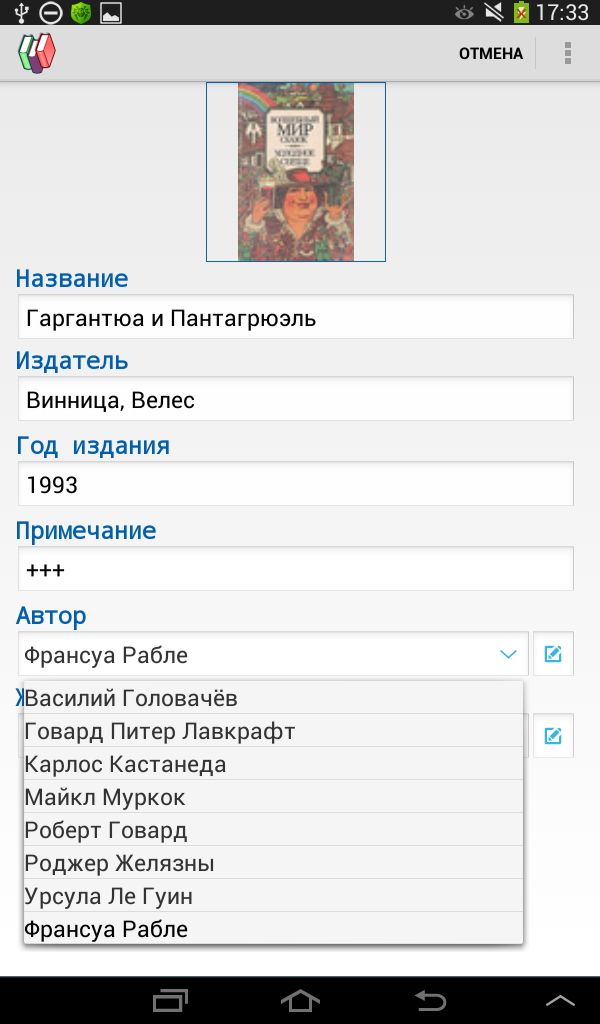 17:33
ОТМЕНА
ВОЛШЕБНЫЙ
МИР
СКАЗОК
ХОЛОДНОЕ
СЕРДЦЕ
Название
Гаргантюа и Пантагрюэль
Издатель
Винница, Велес
Год издания
1993
Примечание
+++
Автор
Франсуа Рабле
Василий Головачёв
Говард Питер Лавкрафт
Карлос Кастанеда
Майкл Муркок
Роберт Говард
Роджер Желязны
Урсула Ле Гуин
Франсуа Рабле